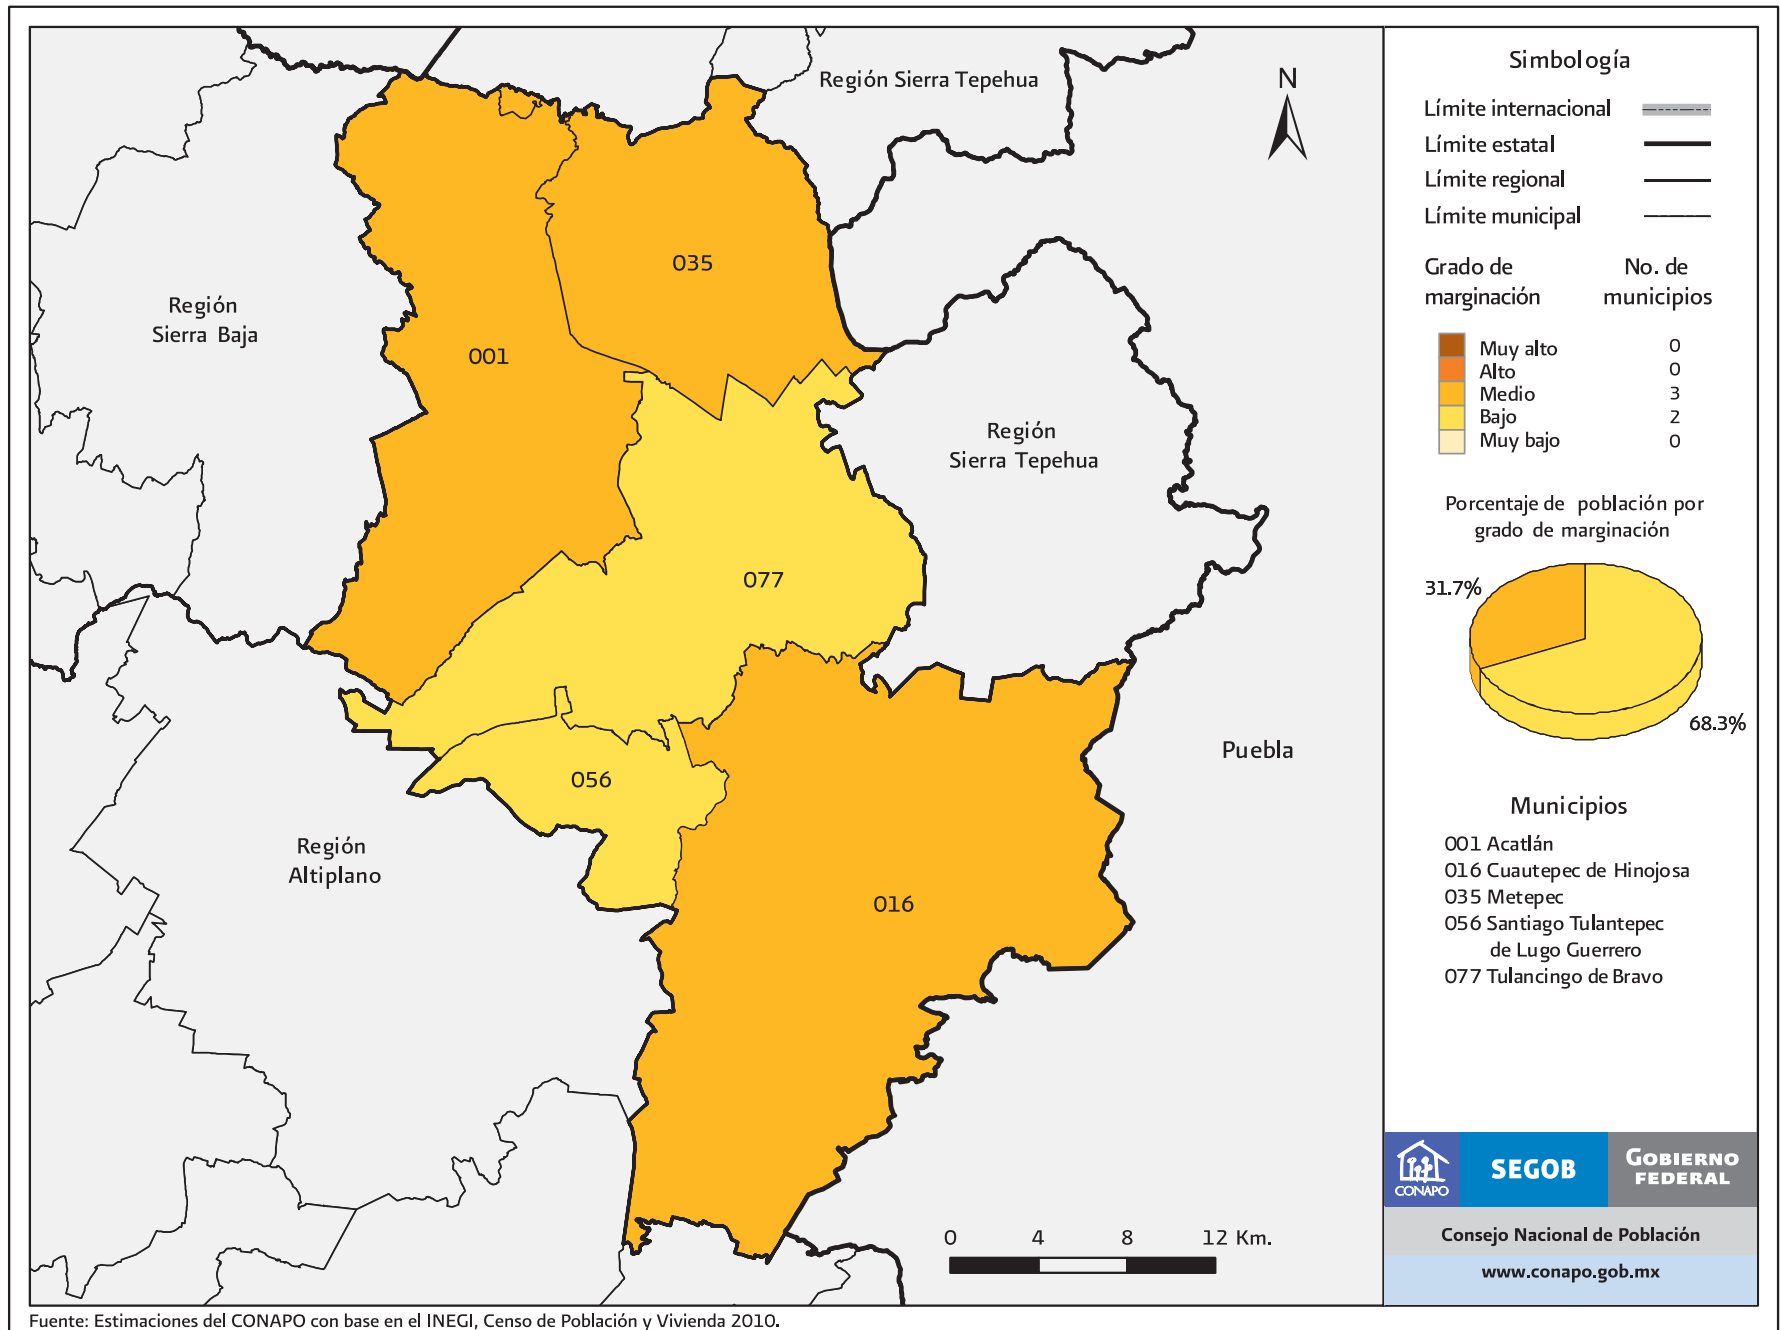 Región Sierra Tepehua
N
035
Región
Sierra Baja
001
Región
Sierra Tepehua
077
Puebla
056
Región
Altiplano
016
0 4 8 12 Km.
Simbología
Límite internacional
Límite estatal
Límite regional
Límite municipal
Grado de marginación
No. de municipios
Muy alto 0
Alto 0
Medio 3
Bajo 2
Muy bajo 0
Porcentaje de población por
grado de marginación
31.7%
68.3%
Municipios
001 Acatlán
016 Cuautepec de Hinojosa
035 Metepec
056 Santiago Tulantepec
de Lugo Guerrero
077 Tulancingo de Bravo
CONAPO
SEGOB
GOBIERNO
FEDERAL
Consejo Nacional de Población
www.conapo.gob.mx
Fuente: Estimaciones del CONAPO con base en el INEGI, Censo de Población y Vivienda 2010.